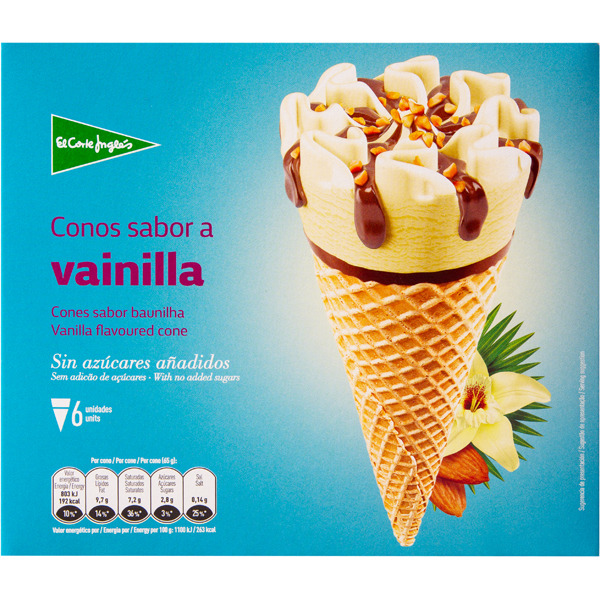 El Corte Inglés
Conos sabor a
vainilla
Cones sabor baunilha
Vanilla flavoured cone
Sin azúcares añadidos
Sem adicão de açúcares · With no added sugars
6 unidades
units
Por cono / Por cone / Per cone (65 g):
Valor energético Energia / Energy 803 kJ 192 kcal 10%*
Grasas Lípidos Fat 9,7 g 14%*
Saturadas Saturados Saturates 7,2 g 36%*
Azúcares Açúcares Sugars 2,8 g 3%*
Sal Salt 0,14 g 25%*
Valor energético por / Energia por / Energy per 100 g: 1100 kJ / 263 kcal
Sugerencia de presentación / Sugestão de apresentação / Serving suggestion